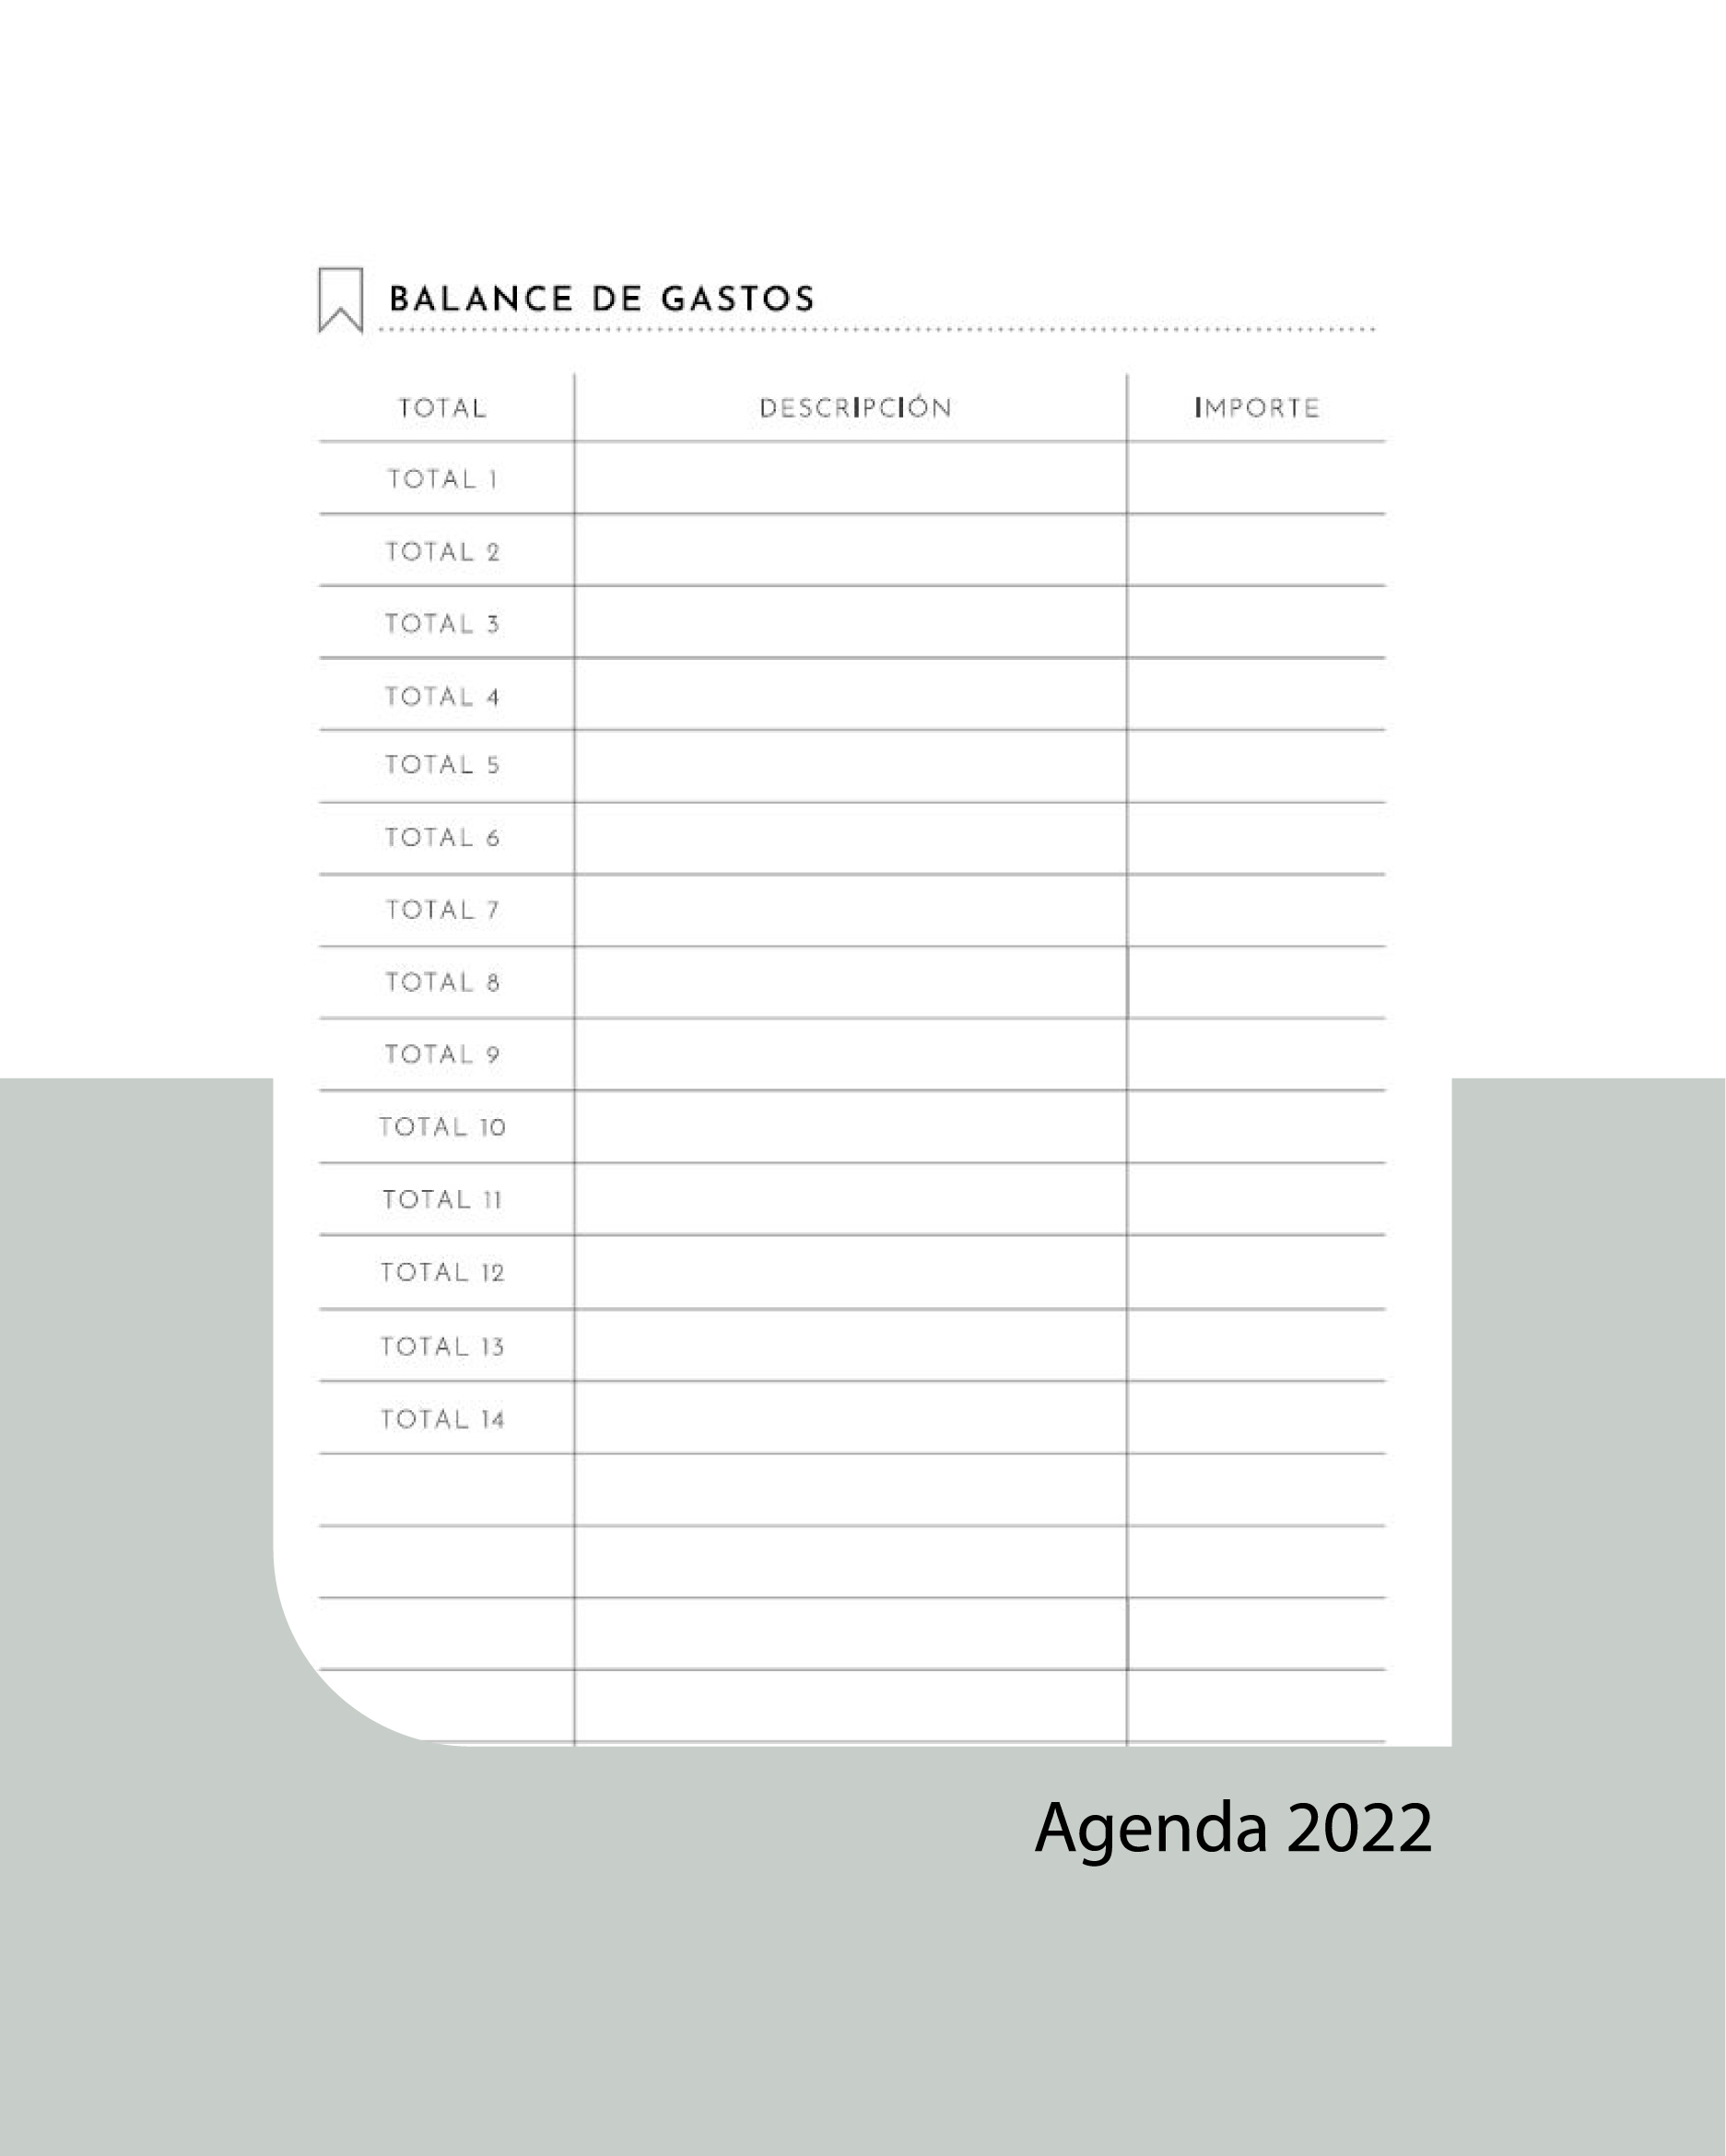 BALANCE DE GASTOS
TOTAL DESCRIPCIÓN IMPORTE
TOTAL 1
TOTAL 2
TOTAL 3
TOTAL 4
TOTAL 5
TOTAL 6
TOTAL 7
TOTAL 8
TOTAL 9
TOTAL 10
TOTAL 11
TOTAL 12
TOTAL 13
TOTAL 14
Agenda 2022